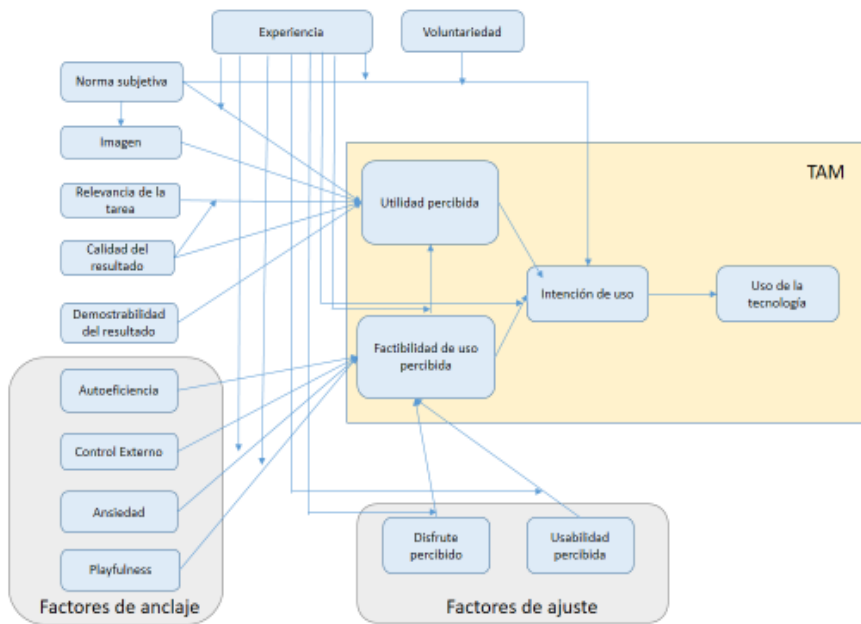 Experiencia
Voluntariedad
Norma subjetiva
Imagen
TAM
Relevancia de la
tarea
Utilidad percibida
Calidad del
resultado
Intención de uso
Uso de la
tecnología
Demostrabilidad
del resultado
Factibilidad de uso
percibida
Autoeficiencia
Control Externo
Ansiedad
Playfulness
Factores de anclaje
Disfrute
percibido
Usabilidad
percibida
Factores de ajuste